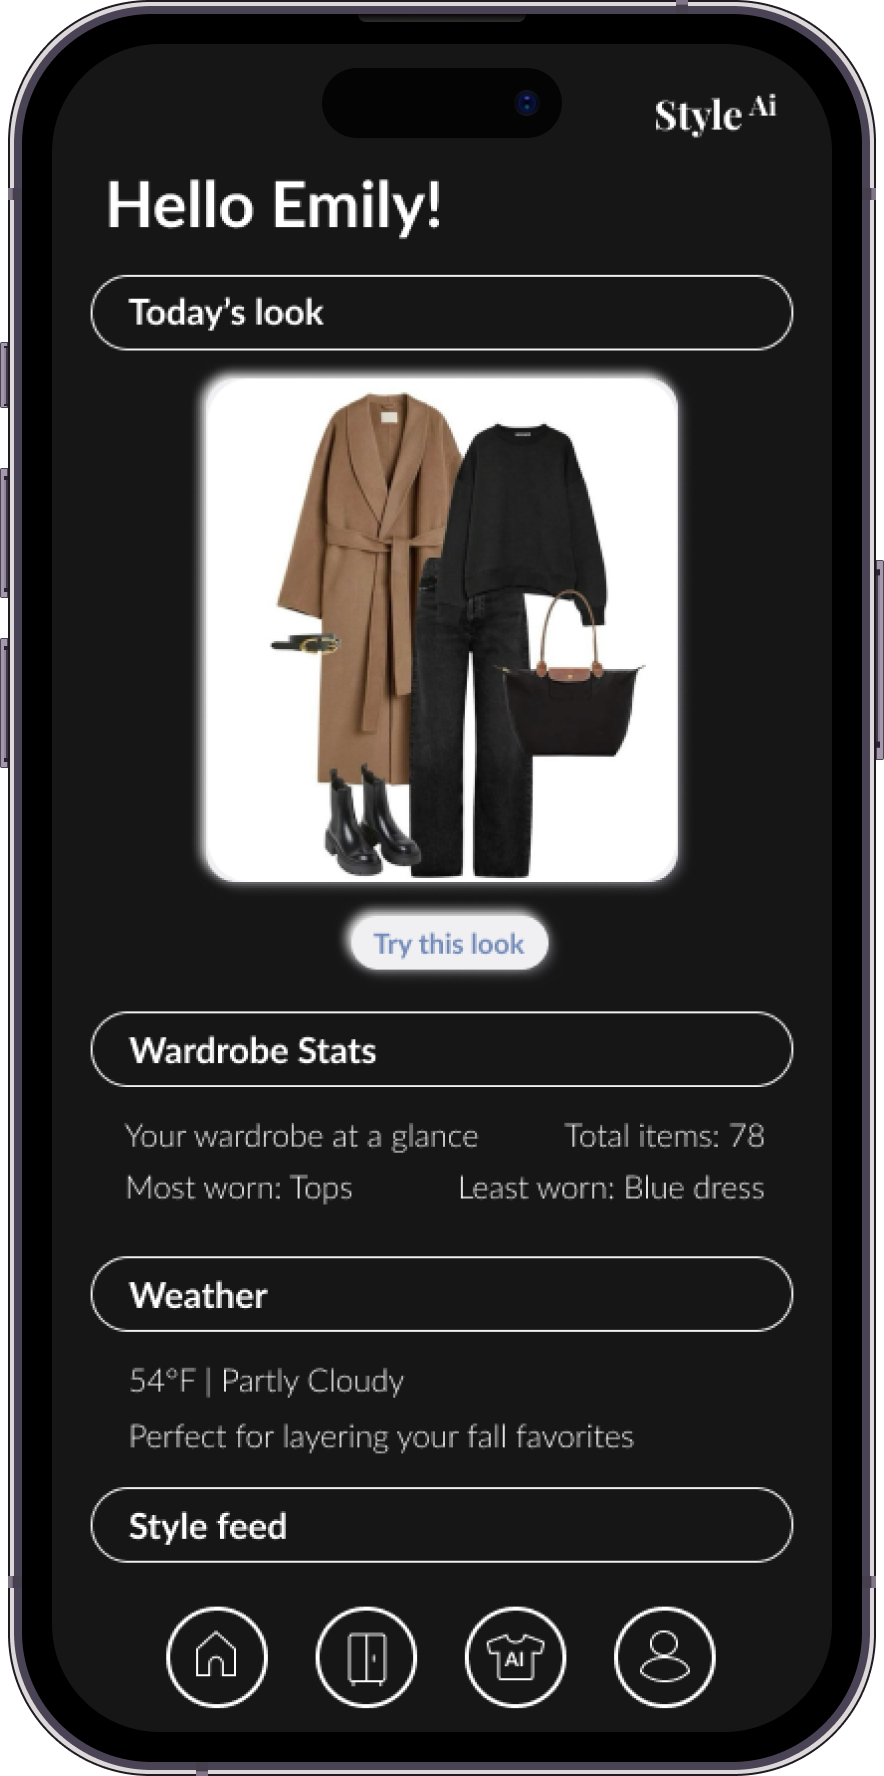 Style Ai
Hello Emily!
Today's look
Try this look
Wardrobe Stats
Your wardrobe at a glance Total items: 78
Most worn: Tops Least worn: Blue dress
Weather
54°F | Partly Cloudy
Perfect for layering your fall favorites
Style feed
AI